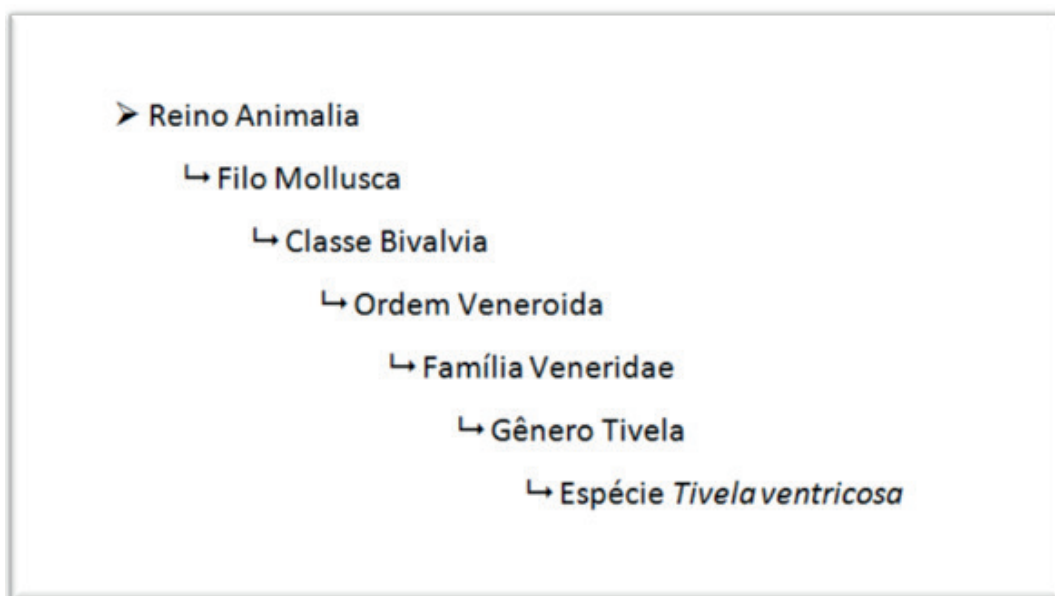 ➢ Reino Animalia
↳ Filo Mollusca
↳ Classe Bivalvia
↳ Ordem Veneroida
↳ Família Veneridae
↳ Gênero Tivela
↳ Espécie Tivela ventricosa